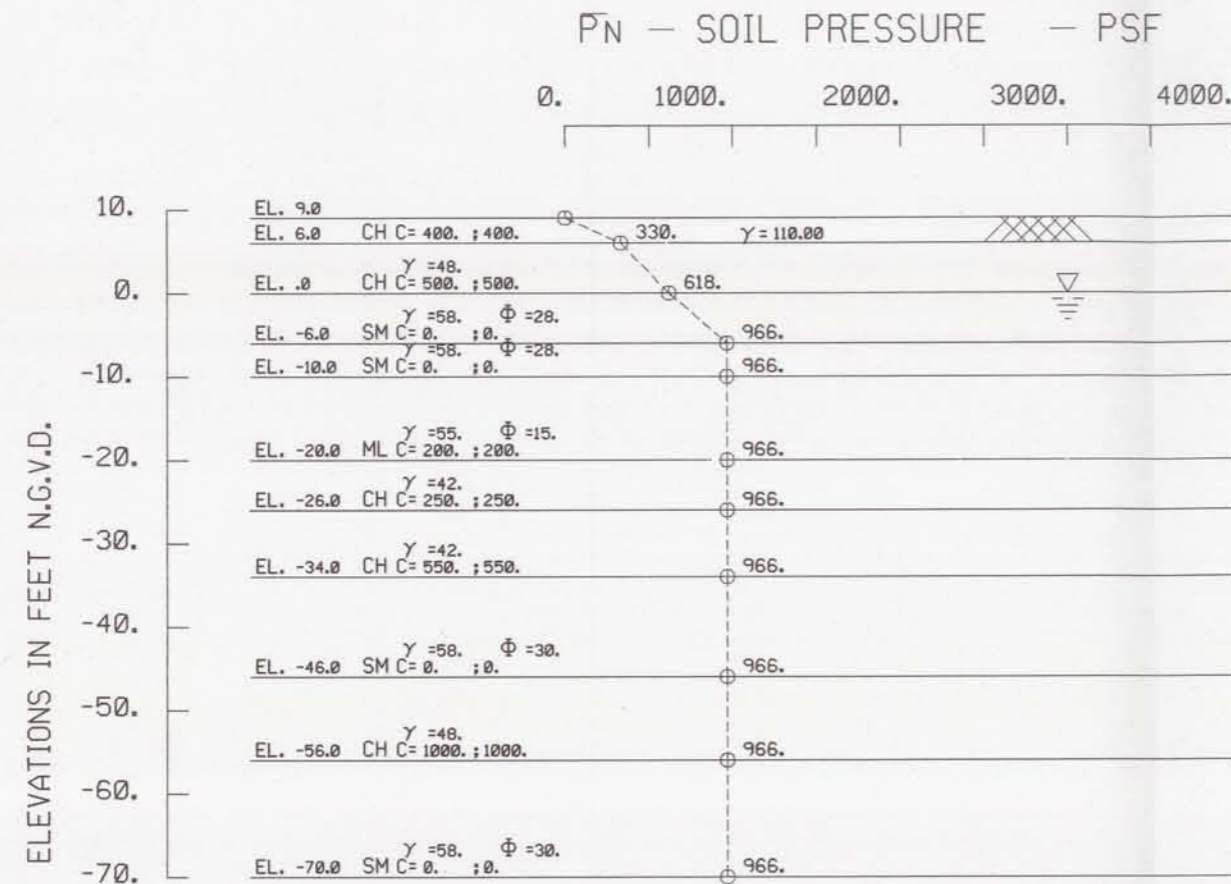 P̅N — SOIL PRESSURE — PSF
0. 1000. 2000. 3000. 4000.
10.
EL. 9.0
EL. 6.0 CH C= 400. ; 400. 330. γ = 110.00
γ =48.
0. EL. .0 CH C= 500. ; 500. 618.
γ =58. Φ =28.
EL. -6.0 SM C= 0. ; 0. 966.
γ =58. Φ =28.
-10. EL. -10.0 SM C= 0. ; 0. 966.
γ =55. Φ =15.
-20. EL. -20.0 ML C= 200. ; 200. 966.
γ =42.
EL. -26.0 CH C= 250. ; 250. 966.
-30.
γ =42.
EL. -34.0 CH C= 550. ; 550. 966.
-40.
γ =58. Φ =30.
EL. -46.0 SM C= 0. ; 0. 966.
-50.
γ =48.
EL. -56.0 CH C= 1000. ; 1000. 966.
-60.
γ =58. Φ =30.
-70. EL. -70.0 SM C= 0. ; 0. 966.
ELEVATIONS IN FEET N.G.V.D.